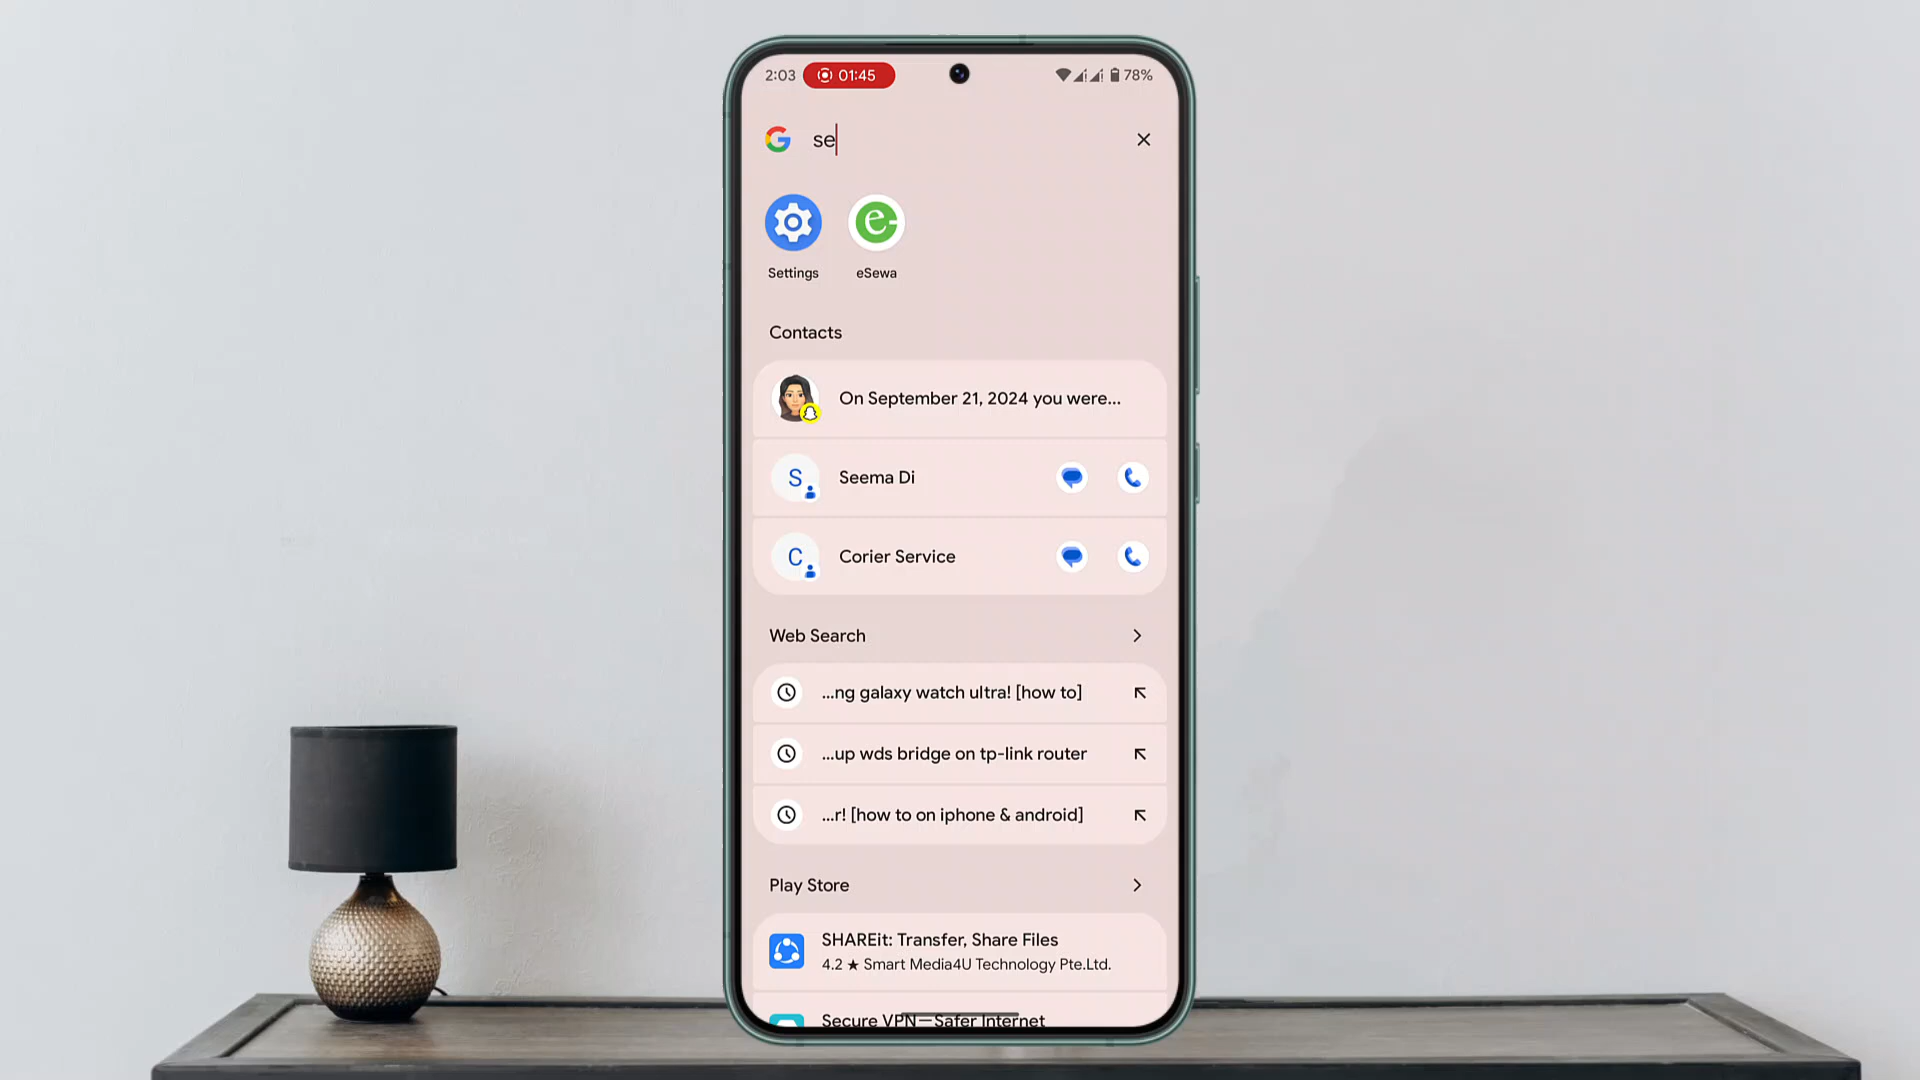 2:03 01:45 78%
se
Settings eSewa
Contacts
On September 21, 2024 you were...
S Seema Di
C Corier Service
Web Search
...ng galaxy watch ultra! [how to]
...up wds bridge on tp-link router
...r! [how to on iphone & android]
Play Store
SHAREit: Transfer, Share Files
4.2 ★ Smart Media4U Technology Pte.Ltd.
Secure VPN—Safer Internet